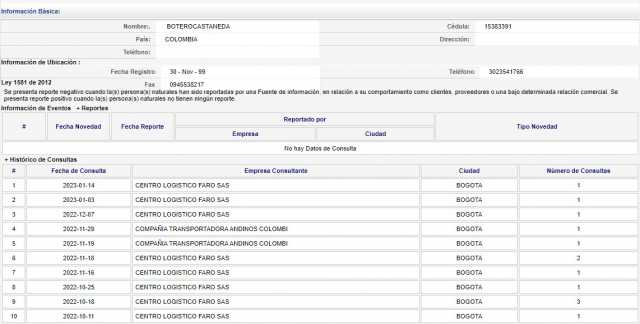 Información Básica:
Nombre:. BOTEROCASTANEDA Cédula: 15383391
País: COLOMBIA Dirección:
Teléfono:
Información de Ubicación :
Fecha Registro: 30 - Nov - 99 Teléfono: 3023541766
Ley 1581 de 2012 Fax 0945538217
Se presenta reporte negativo cuando la(s) persona(s) naturales han sido reportadas por una Fuente de información, en relación a su comportamiento como clientes, proveedores o una bajo determinada relación comercial. Se
presenta reporte positivo cuando la(s) persona(s) naturales no tienen ningún reporte.
Información de Eventos + Reportes
# Fecha Novedad Fecha Reporte Reportado por Tipo Novedad
Empresa Ciudad
No hay Datos de Consulta
+ Histórico de Consultas
# Fecha de Consulta Empresa Consultante Ciudad Número de Consultas
1 2023-01-14 CENTRO LOGISTICO FARO SAS BOGOTA 1
2 2023-01-03 CENTRO LOGISTICO FARO SAS BOGOTA 1
3 2022-12-07 CENTRO LOGISTICO FARO SAS BOGOTA 1
4 2022-11-29 COMPAÑIA TRANSPORTADORA ANDINOS COLOMBI BOGOTA 1
5 2022-11-19 COMPAÑIA TRANSPORTADORA ANDINOS COLOMBI BOGOTA 1
6 2022-11-18 CENTRO LOGISTICO FARO SAS BOGOTA 2
7 2022-11-16 CENTRO LOGISTICO FARO SAS BOGOTA 1
8 2022-10-25 CENTRO LOGISTICO FARO SAS BOGOTA 1
9 2022-10-18 CENTRO LOGISTICO FARO SAS BOGOTA 3
10 2022-10-11 CENTRO LOGISTICO FARO SAS BOGOTA 1